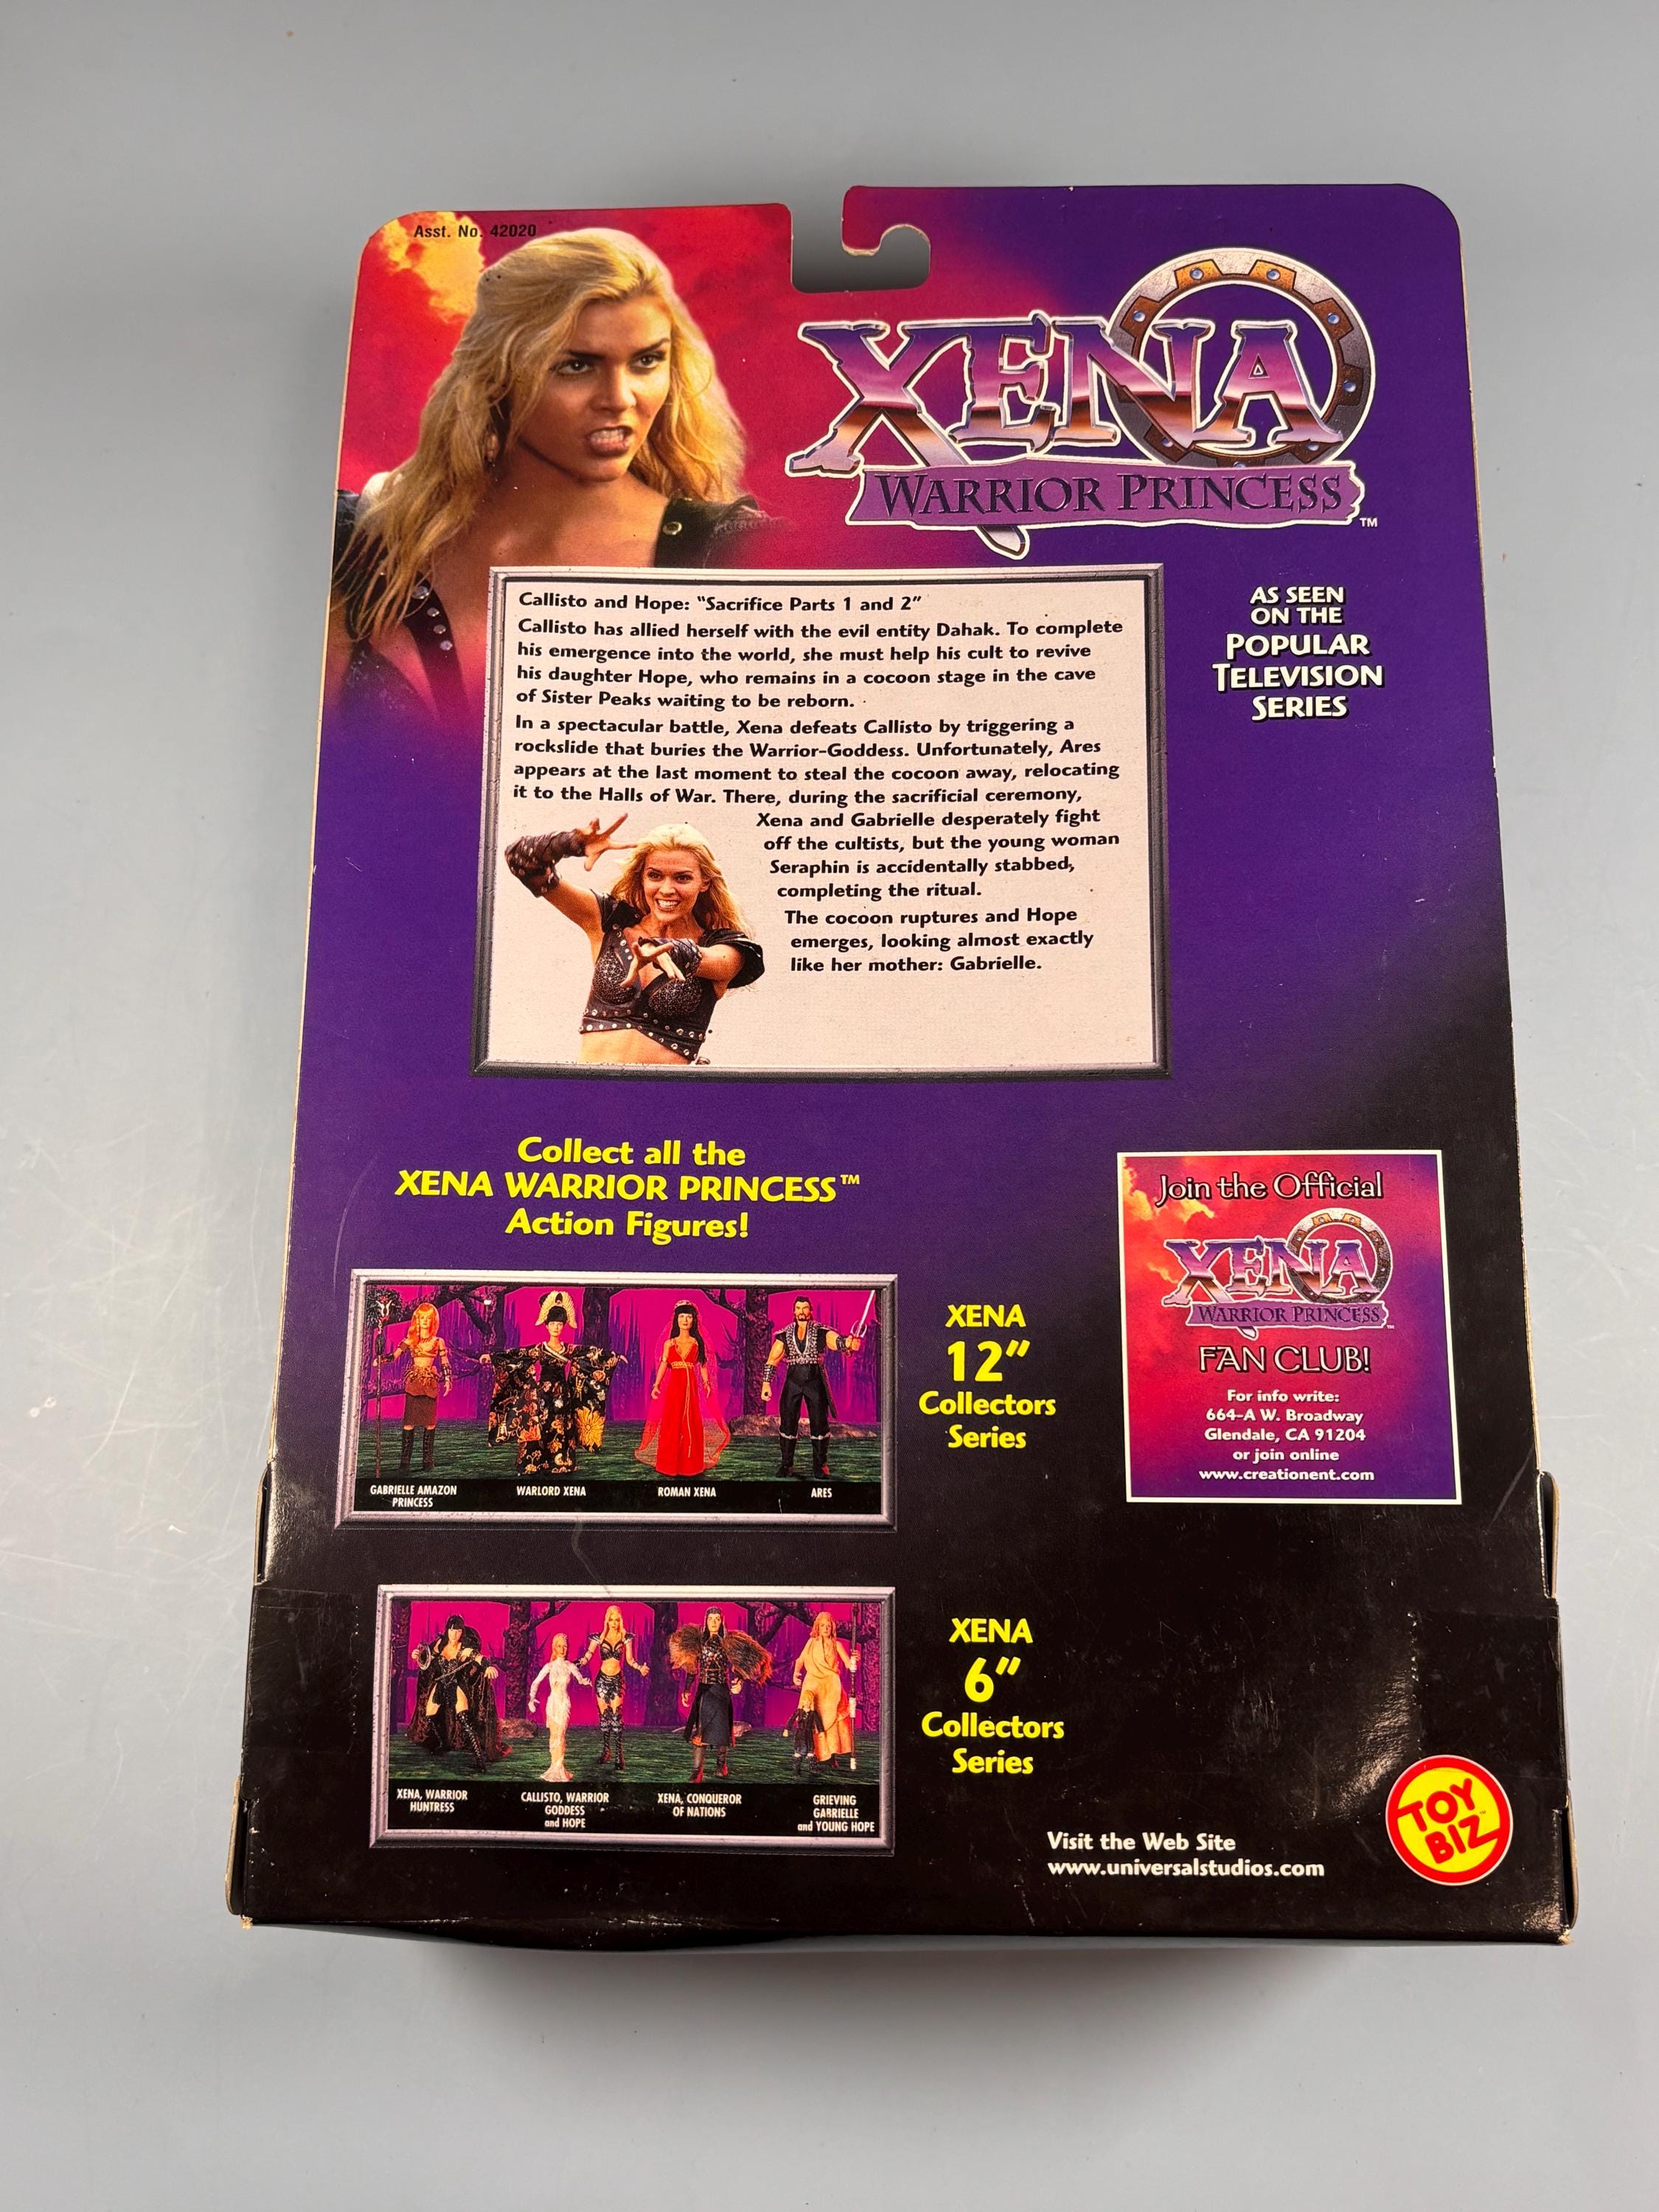 Asst. No. 42020
XENA
WARRIOR PRINCESS
TM
AS SEEN
ON THE
POPULAR
TELEVISION
SERIES
Callisto and Hope: "Sacrifice Parts 1 and 2"
Callisto has allied herself with the evil entity Dahak. To complete
his emergence into the world, she must help his cult to revive
his daughter Hope, who remains in a cocoon stage in the cave
of Sister Peaks waiting to be reborn.
In a spectacular battle, Xena defeats Callisto by triggering a
rockslide that buries the Warrior-Goddess. Unfortunately, Ares
appears at the last moment to steal the cocoon away, relocating
it to the Halls of War. There, during the sacrificial ceremony,
Xena and Gabrielle desperately fight
off the cultists, but the young woman
Seraphin is accidentally stabbed,
completing the ritual.
The cocoon ruptures and Hope
emerges, looking almost exactly
like her mother: Gabrielle.
Collect all the
XENA WARRIOR PRINCESS™
Action Figures!
GABRIELLE AMAZON
PRINCESS
WARLORD XENA
ROMAN XENA
ARES
XENA
12"
Collectors
Series
Join the Official
XENA
WARRIOR PRINCESS
TM
FAN CLUB!
For info write:
664-A W. Broadway
Glendale, CA 91204
or join online
www.creationent.com
XENA, WARRIOR
HUNTRESS
CALLISTO, WARRIOR
GODDESS
and HOPE
XENA, CONQUEROR
OF NATIONS
GRIEVING
GABRIELLE
and YOUNG HOPE
XENA
6"
Collectors
Series
Visit the Web Site
www.universalstudios.com
TOY
BIZ